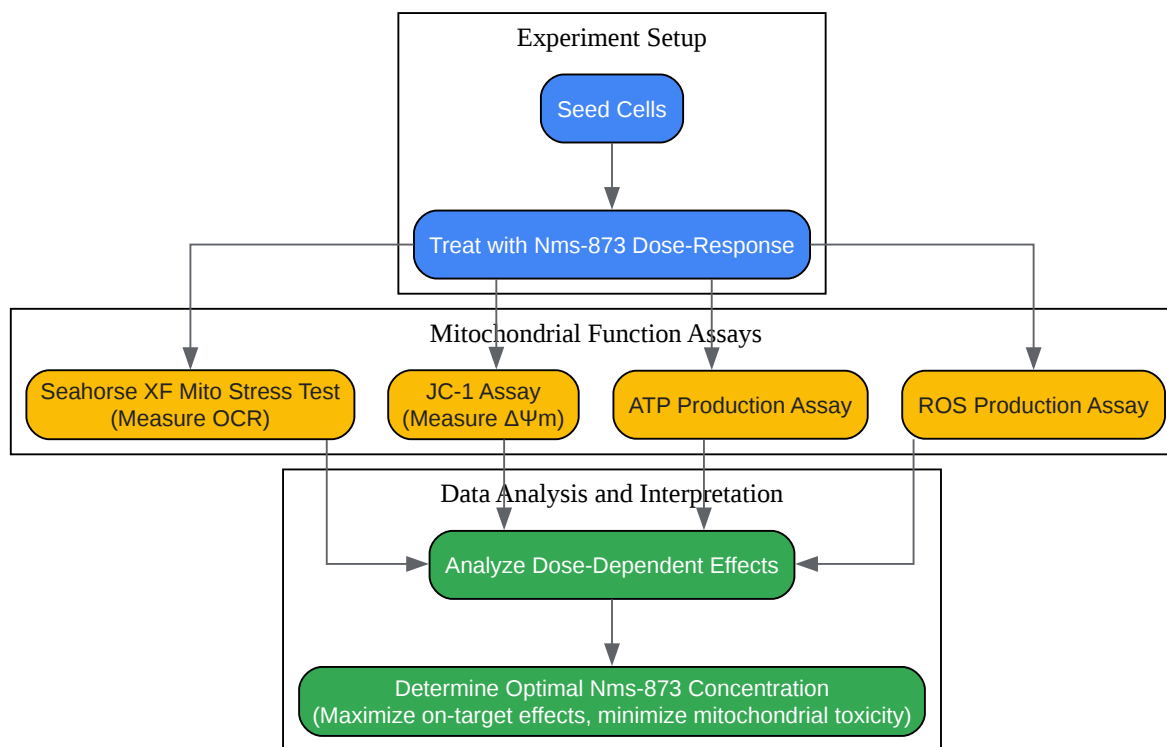 Experiment Setup
Seed Cells
Treat with Nms-873 Dose-Response
Mitochondrial Function Assays
Seahorse XF Mito Stress Test
(Measure OCR)
JC-1 Assay
(Measure ΔΨm)
ATP Production Assay
ROS Production Assay
Data Analysis and Interpretation
Analyze Dose-Dependent Effects
Determine Optimal Nms-873 Concentration
(Maximize on-target effects, minimize mitochondrial toxicity)